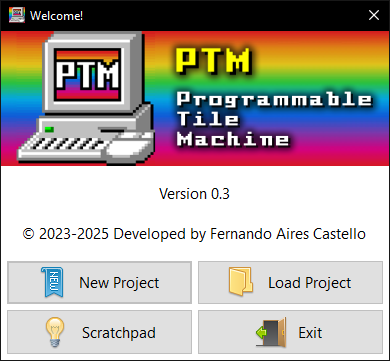 Welcome!
PTM
PTM
Programmable
Tile
Machine
Version 0.3
© 2023-2025 Developed by Fernando Aires Castello
NEW New Project
Load Project
Scratchpad
Exit